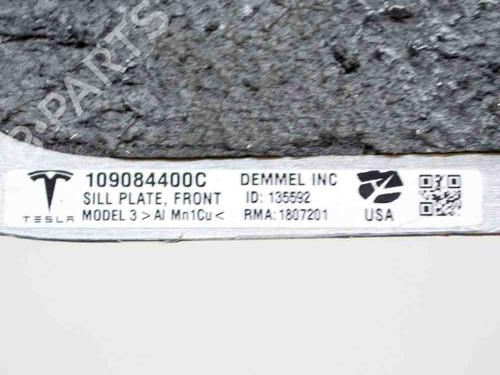 PARTS
109084400C
SILL PLATE, FRONT
MODEL 3 >Al Mn1Cu<
TESLA
DEMMEL INC
ID: 135592
RMA:1807201
USA